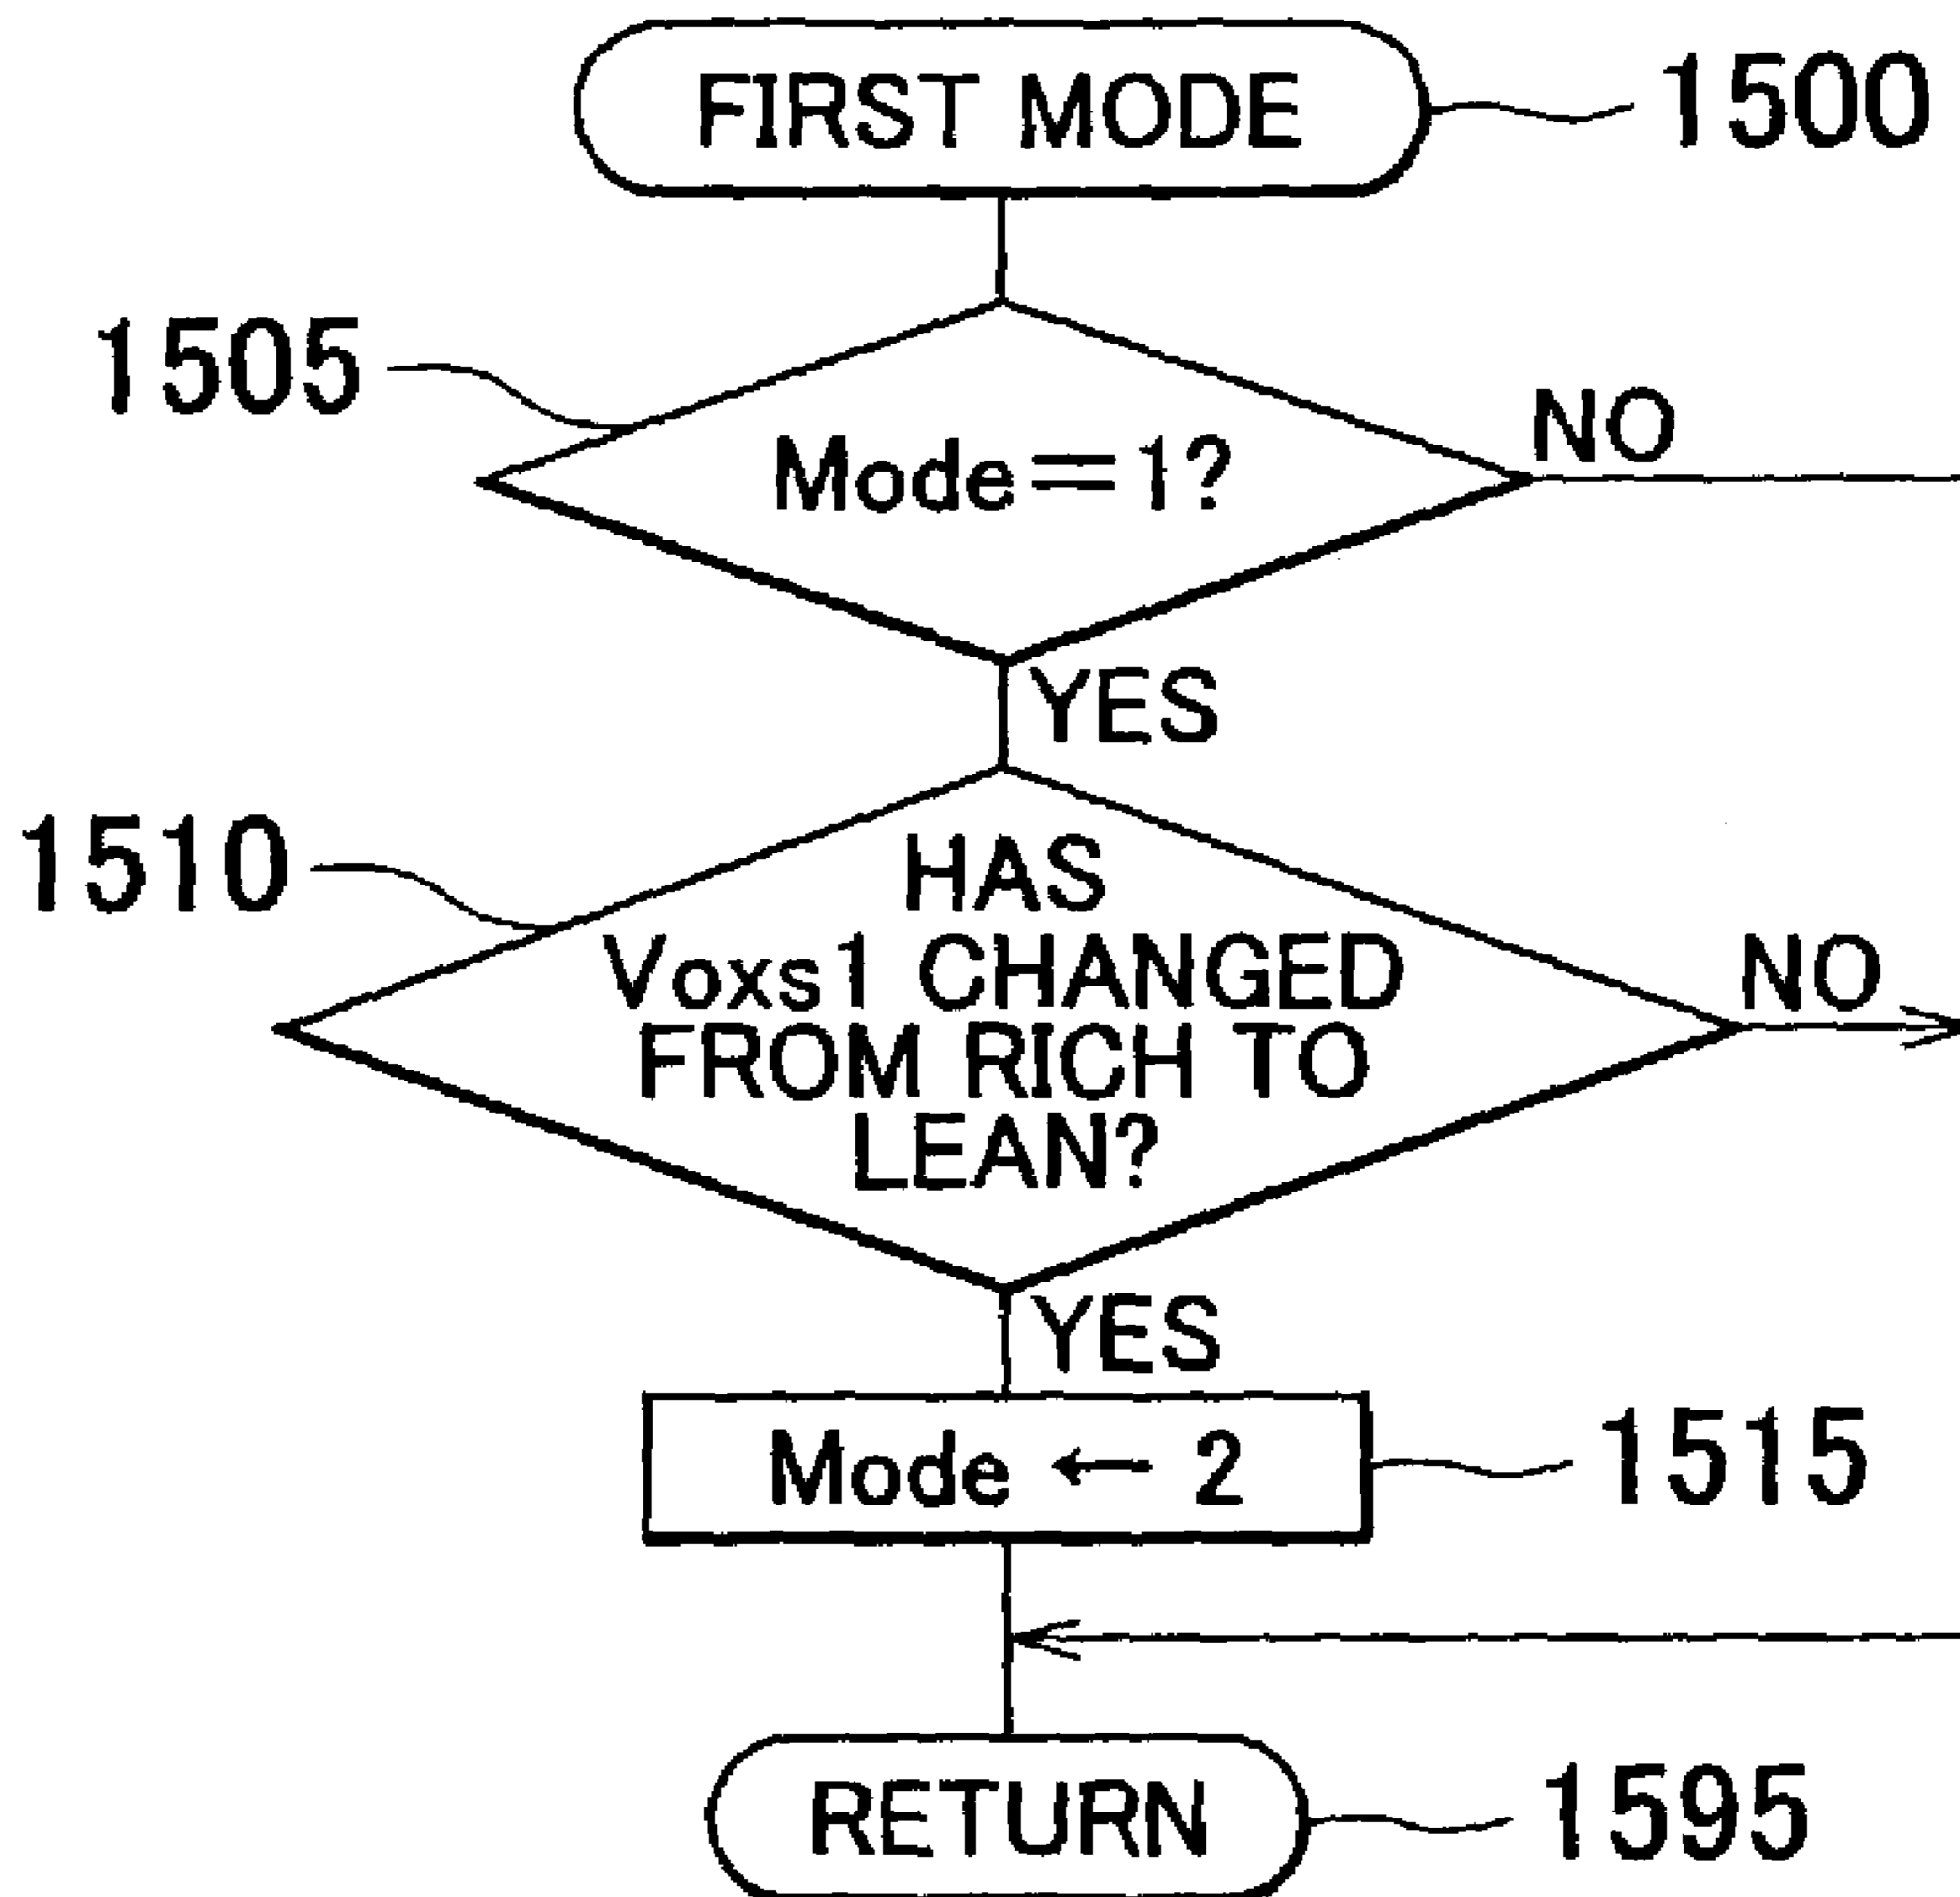 FIRST MODE
1500
1505
Mode=1?
NO
YES
1510
HAS
Voxs1 CHANGED
FROM RICH TO
LEAN?
NO
YES
Mode ← 2
1515
RETURN
1595